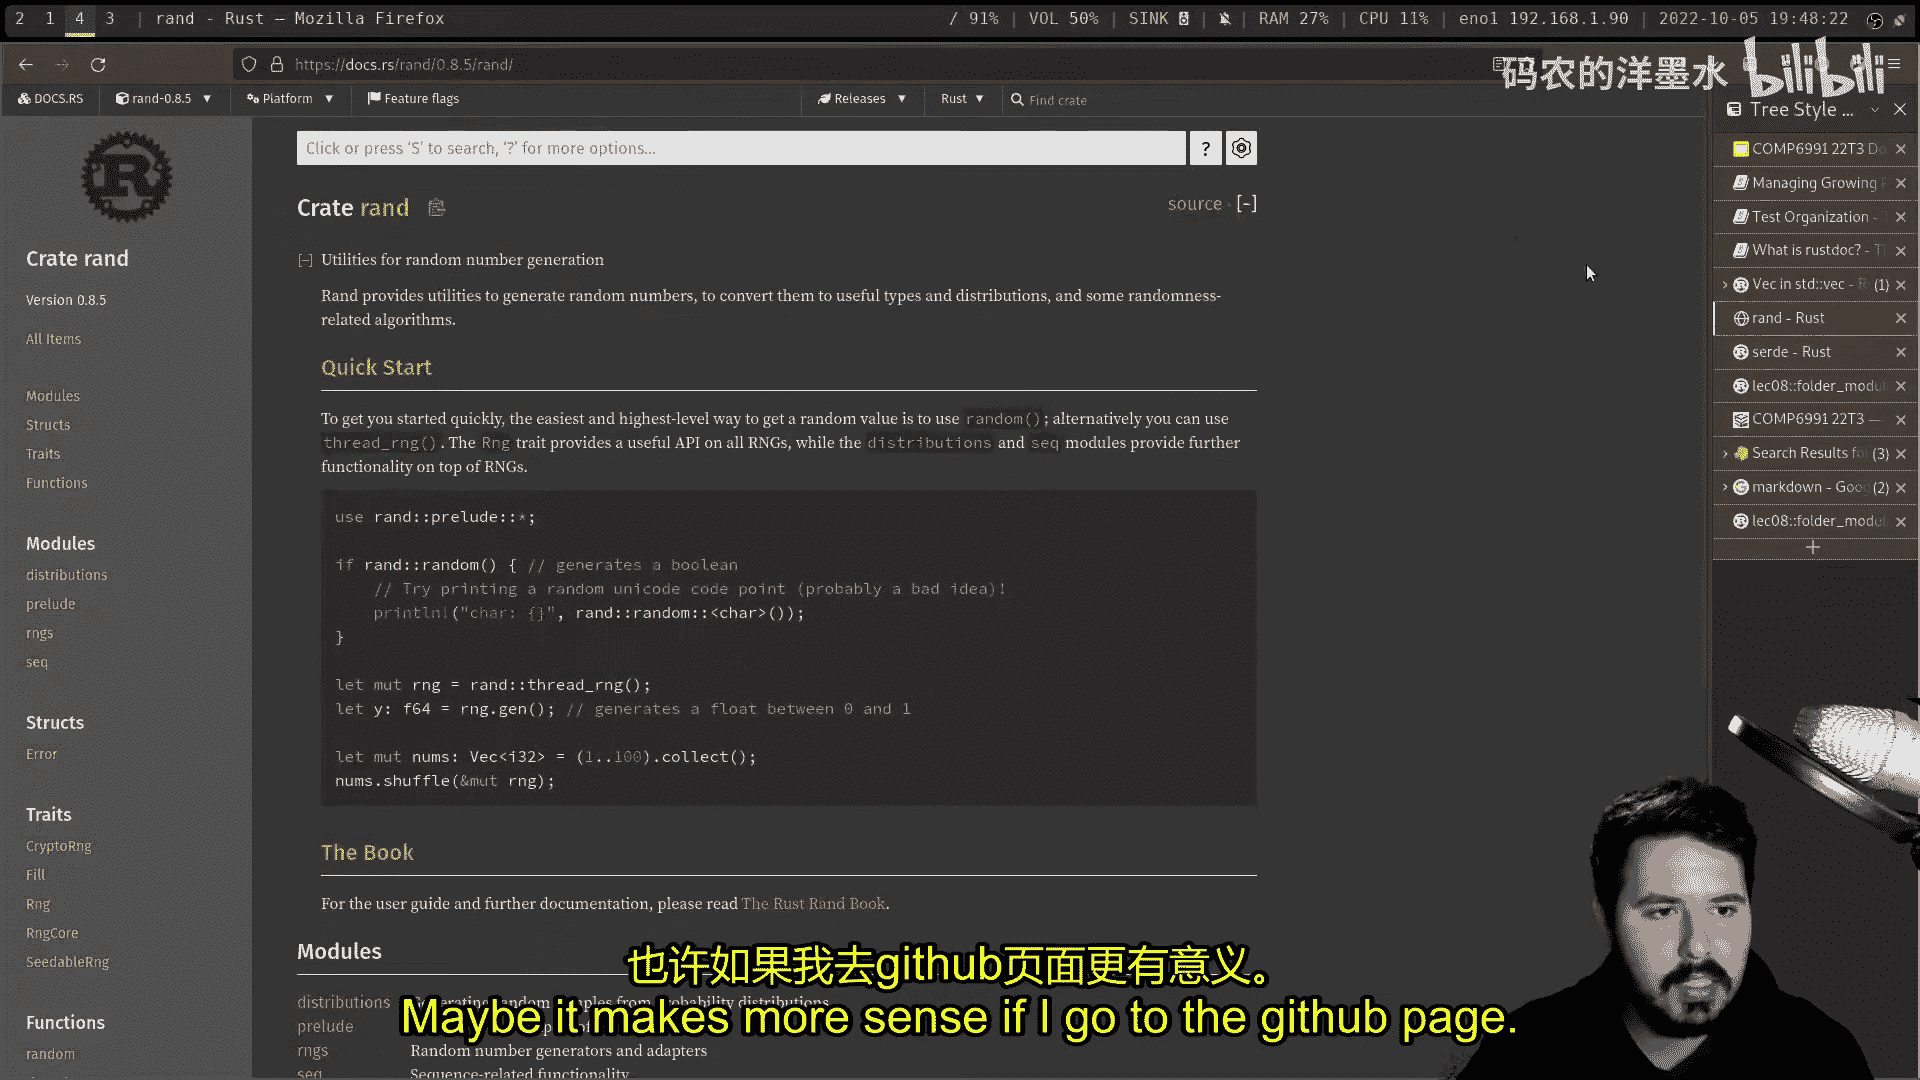 2 1 4 3 | rand - Rust — Mozilla Firefox
/ 91% | VOL 50% | SINK | RAM 27% | CPU 11% | eno1 192.168.1.90 | 2022-10-05 19:48:22
https://docs.rs/rand/0.8.5/rand/
码农的洋墨水 bilibili
DOCS.RS rand-0.8.5 Platform Feature flags Releases Rust Find crate
Tree Style ...
Click or press ‘S’ to search, ‘?’ for more options...
?
Crate rand
source · [-]
[-] Utilities for random number generation
Rand provides utilities to generate random numbers, to convert them to useful types and distributions, and some randomness-
related algorithms.
Quick Start
To get you started quickly, the easiest and highest-level way to get a random value is to use random(); alternatively you can use
thread_rng(). The Rng trait provides a useful API on all RNGs, while the distributions and seq modules provide further
functionality on top of RNGs.
use rand::prelude::*;
if rand::random() { // generates a boolean
// Try printing a random unicode code point (probably a bad idea)!
println!("char: {}", rand::random::<char>());
}
let mut rng = rand::thread_rng();
let y: f64 = rng.gen(); // generates a float between 0 and 1
let mut nums: Vec<i32> = (1..100).collect();
nums.shuffle(&mut rng);
The Book
For the user guide and further documentation, please read The Rust Rand Book.
Modules
distributions Generating random samples from probability distributions
prelude
rngs Random number generators and adapters
seq Sequence-related functionality
Crate rand
Version 0.8.5
All Items
Modules
Structs
Traits
Functions
Modules
distributions
prelude
rngs
seq
Structs
Error
Traits
CryptoRng
Fill
Rng
RngCore
SeedableRng
Functions
random
COMP6991 22T3 Do
Managing Growing
Test Organization -
What is rustdoc? - T
Vec in std::vec - R (1)
rand - Rust
serde - Rust
lec08::folder_modul
COMP6991 22T3 —
Search Results fo (3)
markdown - Goog (2)
lec08::folder_modul
也许如果我去github页面更有意义。
Maybe it makes more sense if I go to the github page.